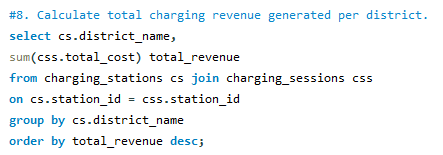 #8. Calculate total charging revenue generated per district.
select cs.district_name,
sum(css.total_cost) total_revenue
from charging_stations cs join charging_sessions css
on cs.station_id = css.station_id
group by cs.district_name
order by total_revenue desc;